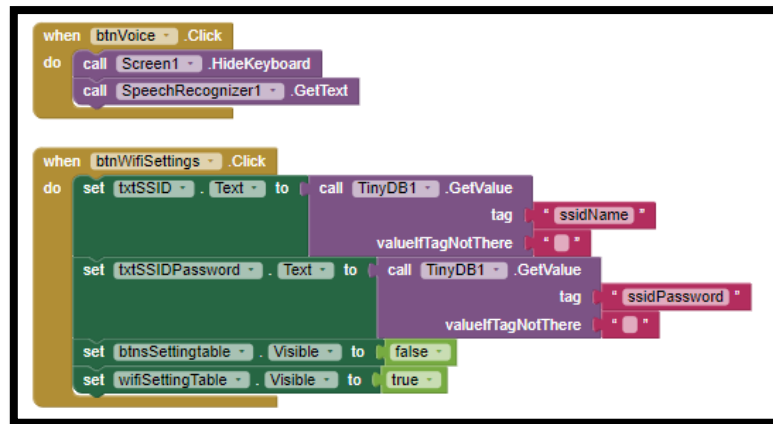 when btnVoice .Click
do call Screen1 .HideKeyboard
call SpeechRecognizer1 .GetText
when btnWifiSettings .Click
do set txtSSID . Text to call TinyDB1 .GetValue
tag " ssidName "
valueIfTagNotThere " "
set txtSSIDPassword . Text to call TinyDB1 .GetValue
tag " ssidPassword "
valueIfTagNotThere " "
set btnsSettingtable . Visible to false
set wifiSettingTable . Visible to true